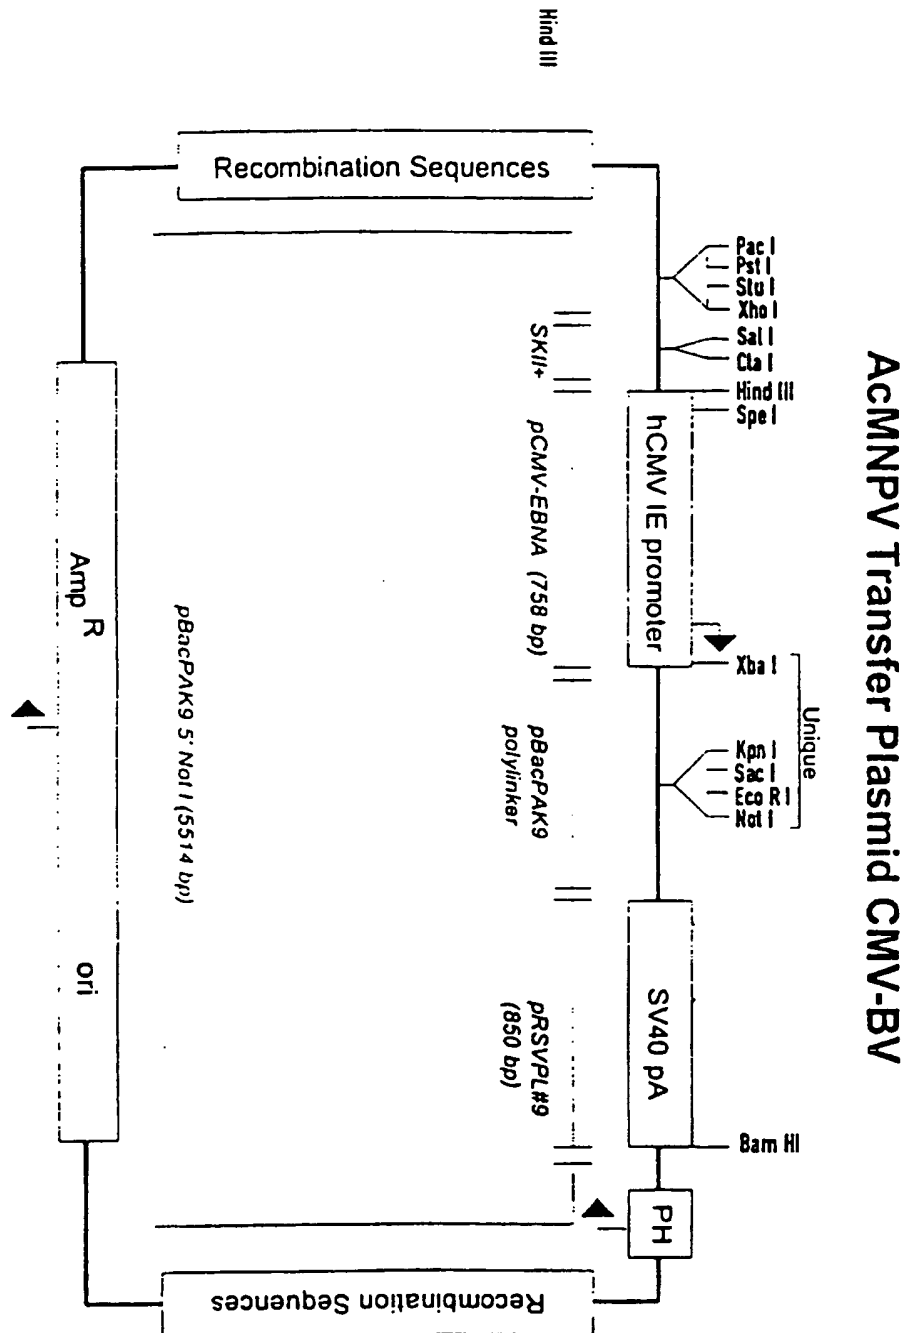 AcMNPV Transfer Plasmid CMV-BV
Hind III
Recombination Sequences
Pac I
Pst I
Stu I
Xho I
Sal I
Cla I
Hind III
Spe I
Xba I
Unique
Kpn I
Sac I
Eco R I
Not I
Bam HI
hCMV IE promoter
SV40 pA
PH
SKII+
pCMV-EBNA (758 bp)
pBacPAK9
polylinker
pRSVPL#9
(850 bp)
pBacPAK9 5' Not I (5514 bp)
Amp R
ori
Recombination Sequences